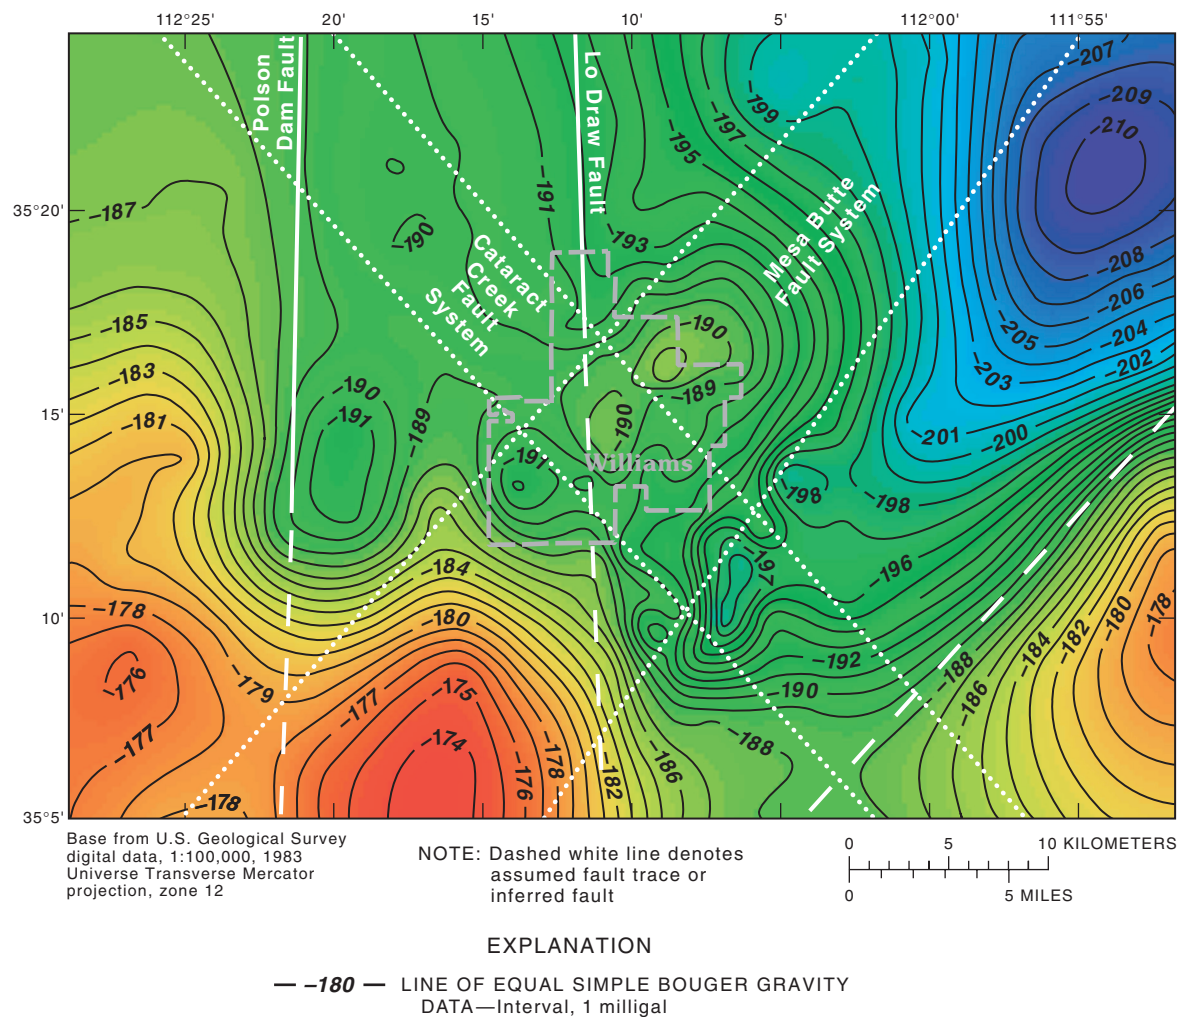 112°25' 20' 15' 10' 5' 112°00' 111°55'
35°20'
15'
10'
35°5'
Polson
Dam Fault
Lo Draw Fault
Cataract
Creek
Fault
System
Mesa Butte
Fault System
Williams
–207
–209
–210
–199
–197
–195
–191
–187
–190
–193
–208
–206
–205
–204
–202
–203
–185
–183
–181
–190
–191
–189
190
–189
–190
–191
–201
–200
–198
–198
–197
–196
–184
–180
–178
–176
–179
–177
–177
–175
–174
–178
–176
–178
–182
–186
–188
–192
–190
–188
–186
–184
–182
–180
–178
Base from U.S. Geological Survey
digital data, 1:100,000, 1983
Universe Transverse Mercator
projection, zone 12
NOTE: Dashed white line denotes
assumed fault trace or
inferred fault
0 5 10 KILOMETERS
0 5 MILES
EXPLANATION
–180 LINE OF EQUAL SIMPLE BOUGER GRAVITY
DATA—Interval, 1 milligal